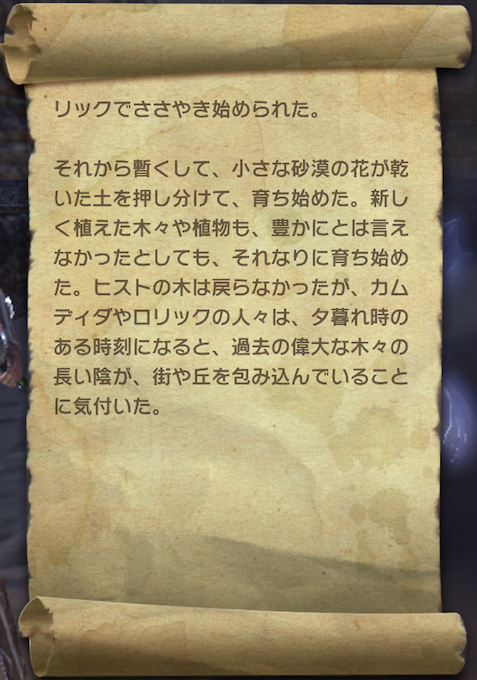 リックでささやき始められた。
それから暫くして、小さな砂漠の花が乾
いた土を押し分けて、育ち始めた。新し
く植えた木々や植物も、豊かにとは言え
なかったとしても、それなりに育ち始め
た。ヒストの木は戻らなかったが、カム
ディダやロリックの人々は、夕暮れ時の
ある時刻になると、過去の偉大な木々の
長い陰が、街や丘を包み込んでいること
に気付いた。